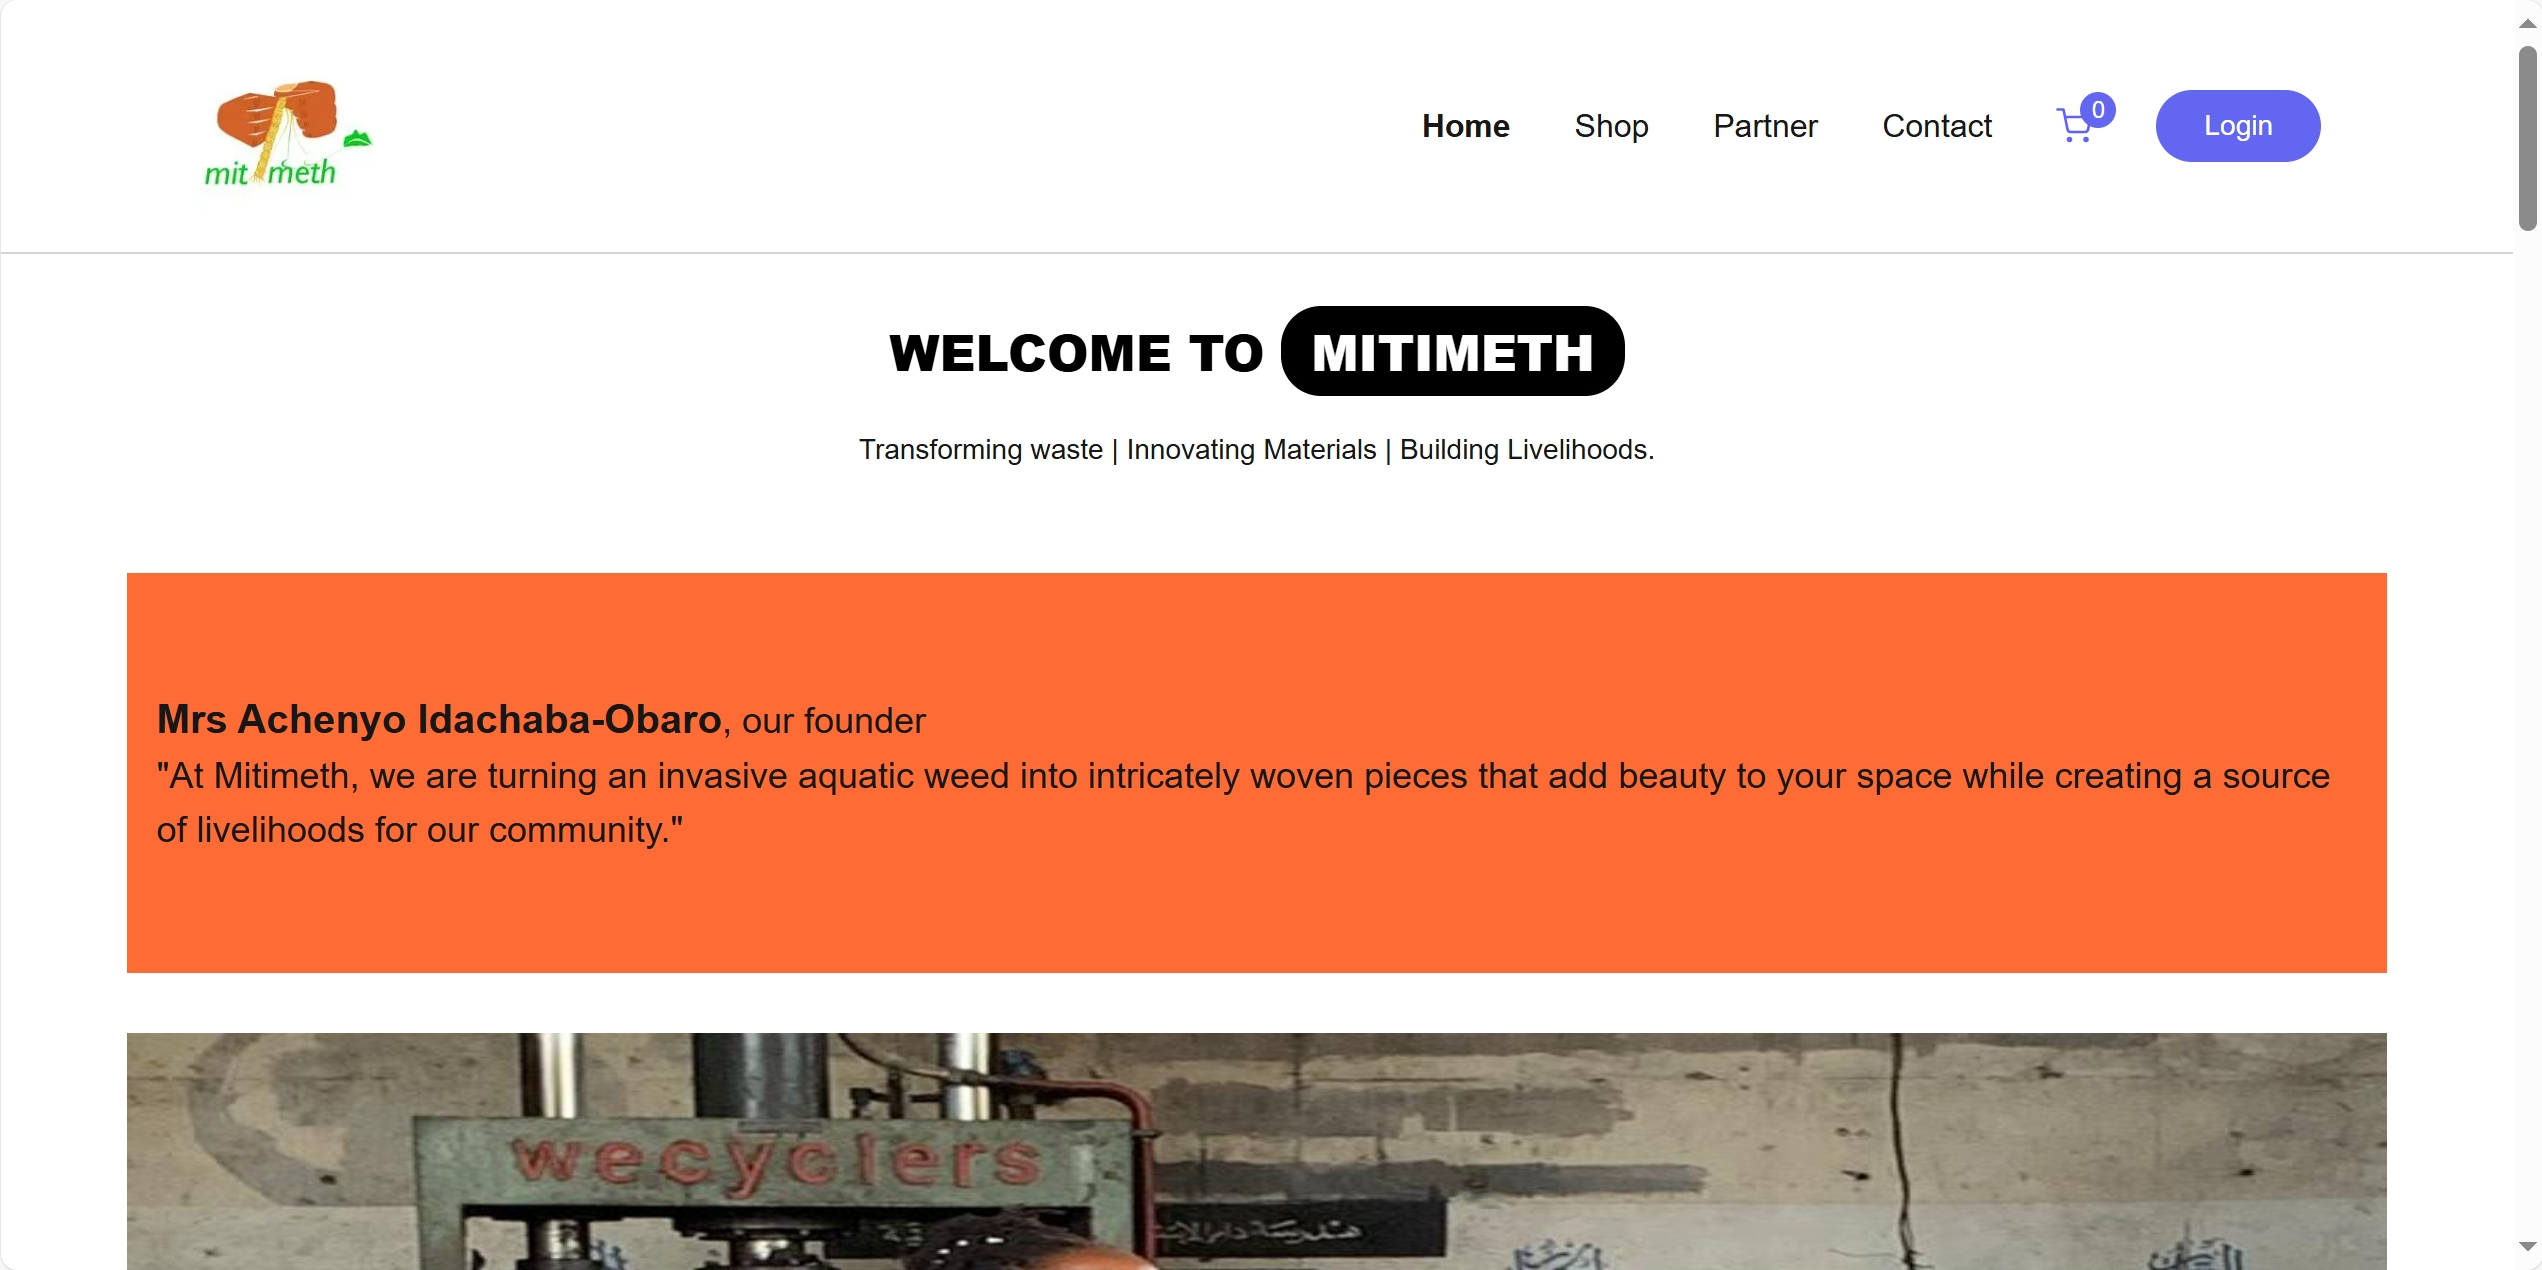 mitimeth
Home
Shop
Partner
Contact
0
Login
WELCOME TO MITIMETH
Transforming waste | Innovating Materials | Building Livelihoods.
Mrs Achenyo Idachaba-Obaro, our founder
"At Mitimeth, we are turning an invasive aquatic weed into intricately woven pieces that add beauty to your space while creating a source
of livelihoods for our community."
wecyclers